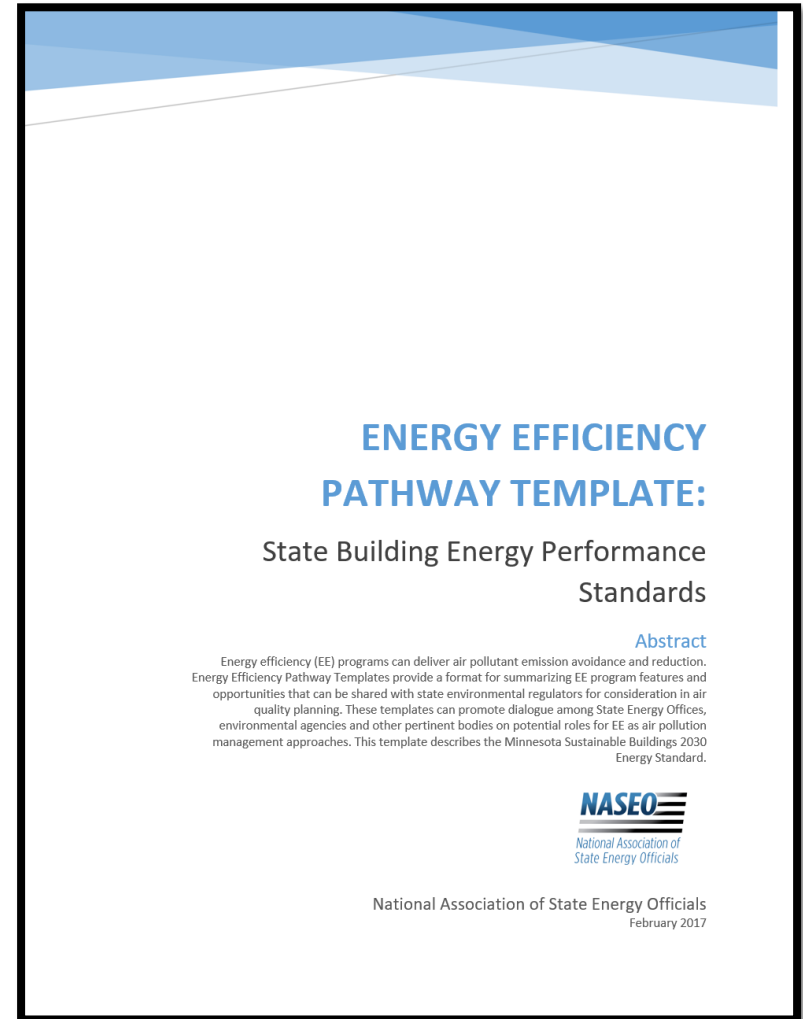 ENERGY EFFICIENCY
PATHWAY TEMPLATE:
State Building Energy Performance
Standards
Abstract
Energy efficiency (EE) programs can deliver air pollutant emission avoidance and reduction.
Energy Efficiency Pathway Templates provide a format for summarizing EE program features and
opportunities that can be shared with state environmental regulators for consideration in air
quality planning. These templates can promote dialogue among State Energy Offices,
environmental agencies and other pertinent bodies on potential roles for EE as air pollution
management approaches. This template describes the Minnesota Sustainable Buildings 2030
Energy Standard.
NASEO
National Association of
State Energy Officials
National Association of State Energy Officials
February 2017